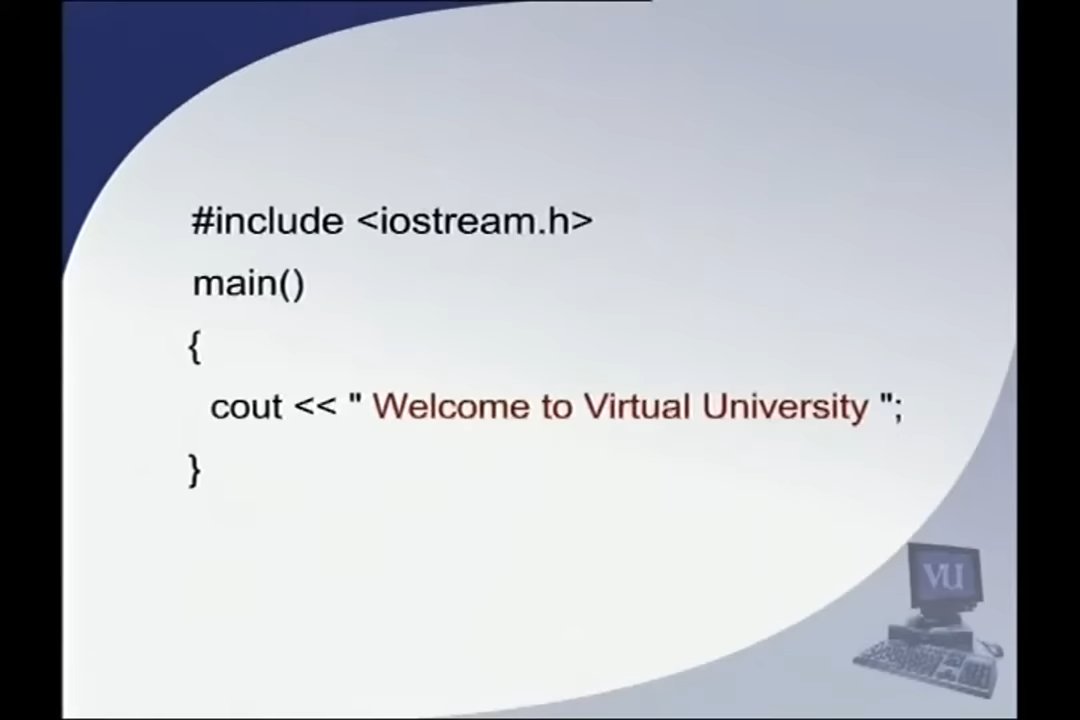 #include <iostream.h>
main()
{
cout << " Welcome to Virtual University ";
}
VU